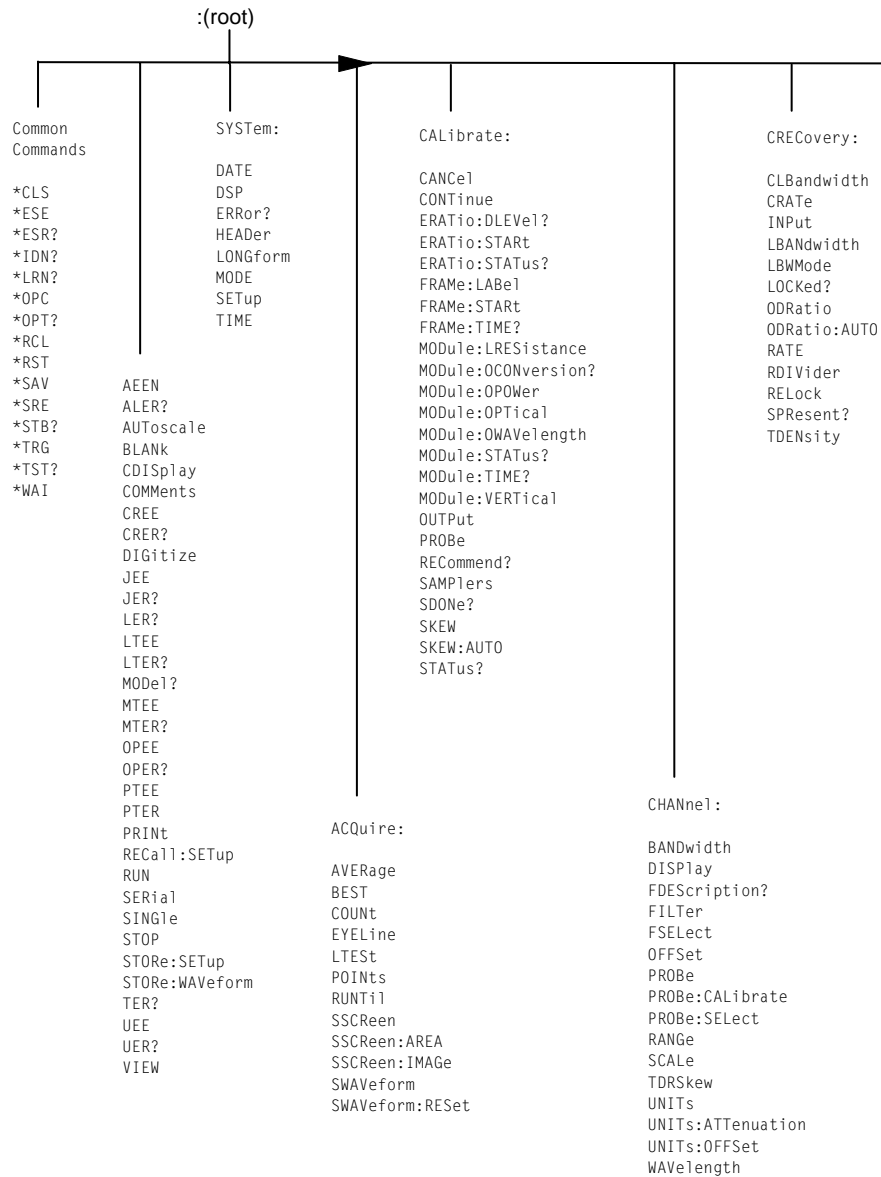 :(root)
Common
Commands
*CLS
*ESE
*ESR?
*IDN?
*LRN?
*OPC
*OPT?
*RCL
*RST
*SAV
*SRE
*STB?
*TRG
*TST?
*WAI
AEEN
ALER?
AUToscale
BLANk
CDISplay
COMMents
CREE
CRER?
DIGitize
JEE
JER?
LER?
LTEE
LTER?
MODel?
MTEE
MTER?
OPEE
OPER?
PTEE
PTER
PRINt
RECall:SETup
RUN
SERial
SINGle
STOP
STORe:SETup
STORe:WAVeform
TER?
UEE
UER?
VIEW
SYSTem:
DATE
DSP
ERRor?
HEADer
LONGform
MODE
SETup
TIME
ACQuire:
AVERage
BEST
COUNt
EYELine
LTESt
POINts
RUNTil
SSCReen
SSCReen:AREA
SSCReen:IMAGe
SWAVeform
SWAVeform:RESet
CALibrate:
CANCel
CONTinue
ERATio:DLEVel?
ERATio:STARt
ERATio:STATus?
FRAMe:LABel
FRAMe:STARt
FRAMe:TIME?
MODule:LRESistance
MODule:OCONversion?
MODule:OPOWer
MODule:OPTical
MODule:OWAVelength
MODule:STATus?
MODule:TIME?
MODule:VERTical
OUTPut
PROBe
RECommend?
SAMPlers
SDONe?
SKEW
SKEW:AUTO
STATus?
CHANnel:
BANDwidth
DISPlay
FDEScription?
FILTer
FSELect
OFFSet
PROBe
PROBe:CALibrate
PROBe:SELect
RANGe
SCALe
TDRSkew
UNITs
UNITs:ATTenuation
UNITs:OFFSet
WAVelength
CRECovery:
CLBandwidth
CRATe
INPut
LBANdwidth
LBWMode
LOCKed?
ODRatio
ODRatio:AUTO
RATE
RDIVider
RELock
SPResent?
TDENsity